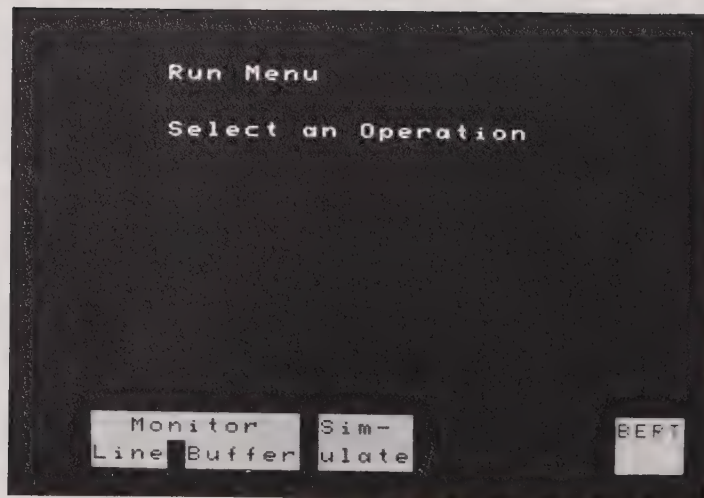 Run Menu
Select an Operation
Monitor
Line Buffer
Sim-
ulate
BERT